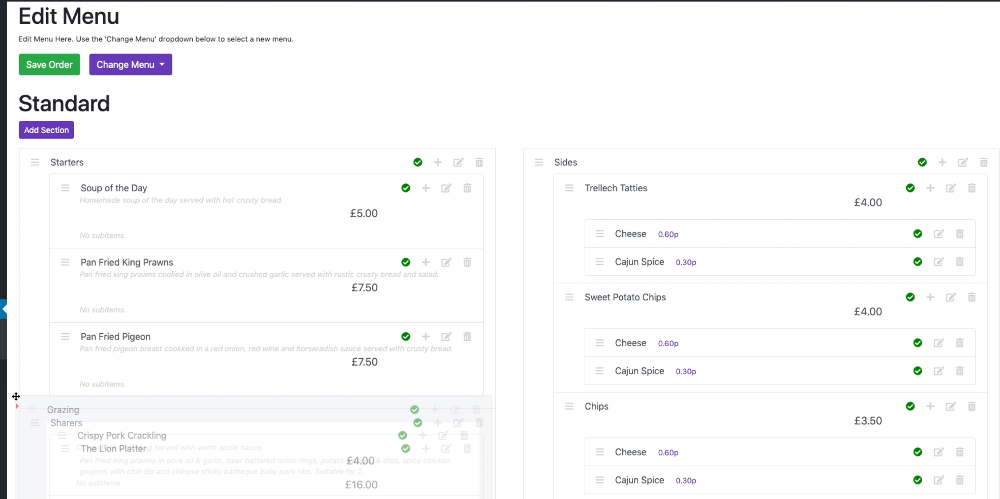 Edit Menu
Edit Menu Here. Use the 'Change Menu' dropdown below to select a new menu.
Save Order
Change Menu
Standard
Add Section
Starters
Soup of the Day
Homemade soup of the day served with hot crusty bread.
£5.00
No subitems.
Pan Fried King Prawns
Pan fried king prawns cooked in olive oil and crushed garlic served with rustic crusty bread and salad.
£7.50
No subitems.
Pan Fried Pigeon
Pan fried pigeon breast cookked in a red onion, red wine and horseradish sauce served with crusty bread.
£7.50
No subitems.
Grazing
Sharers
Crispy Pork Crackling
The Lion Platter
served with warm apple sauce.
£4.00
Pan fried king prawns in olive oil & garlic, beer battered onion rings, potato & dips, spicy chicken
goujons with chill dip and chinese sticky barbeque baby pork ribs. Suitable for 2.
No subitems.
£16.00
Sides
Trellech Tatties
£4.00
Cheese 0.60p
Cajun Spice 0.30p
Sweet Potato Chips
£4.00
Cheese 0.60p
Cajun Spice 0.30p
Chips
£3.50
Cheese 0.60p
Cajun Spice 0.30p